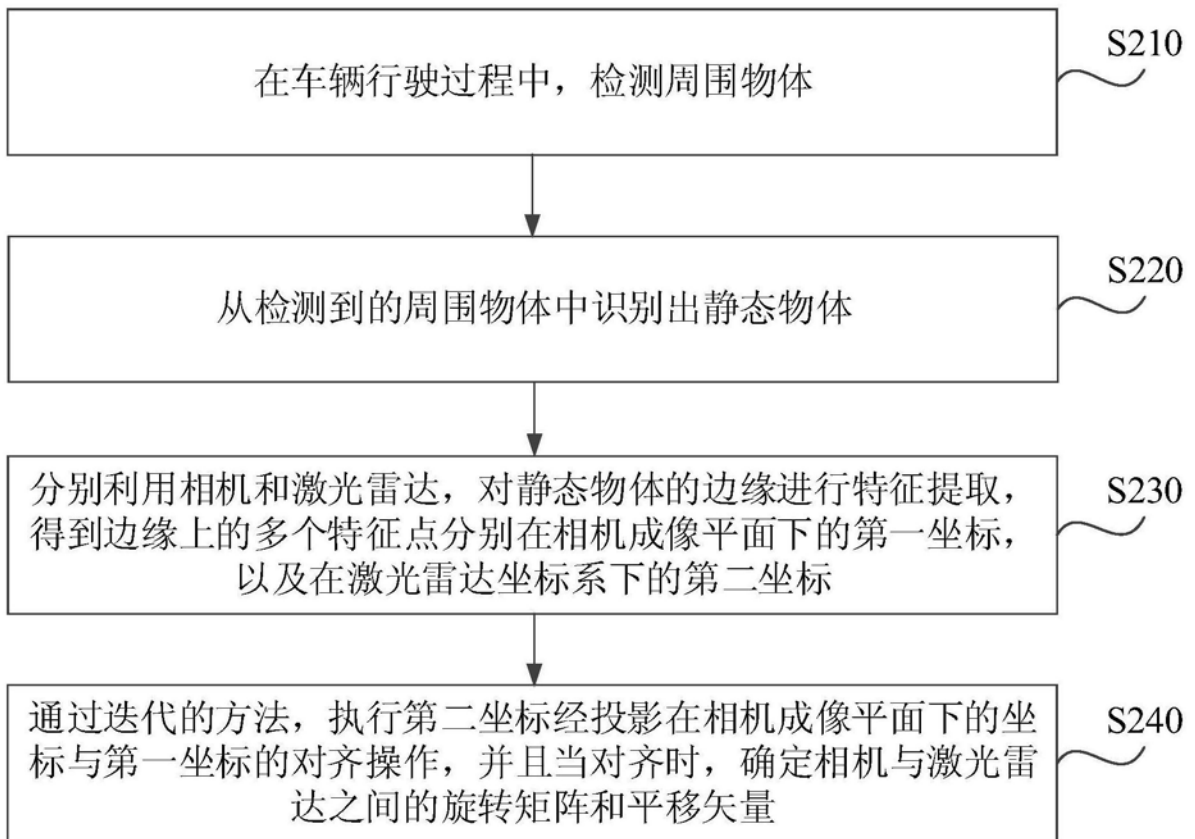 在车辆行驶过程中，检测周围物体
S210
从检测到的周围物体中识别出静态物体
S220
分别利用相机和激光雷达，对静态物体的边缘进行特征提取，
得到边缘上的多个特征点分别在相机成像平面下的第一坐标，
以及在激光雷达坐标系下的第二坐标
S230
通过迭代的方法，执行第二坐标经投影在相机成像平面下的坐
标与第一坐标的对齐操作，并且当对齐时，确定相机与激光雷
达之间的旋转矩阵和平移矢量
S240